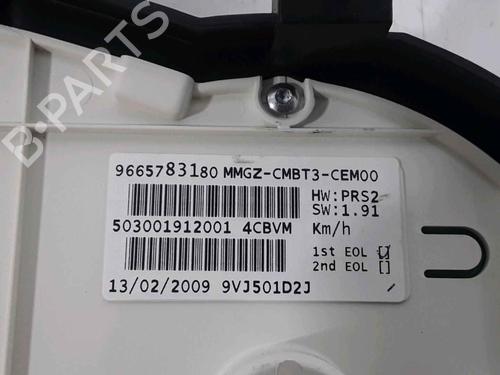 B-PARTS
9665783180 MMGZ-CMBT3-CEM00
HW:PRS2
SW:1.91
503001912001 4CBVM Km/h
1st EOL []
2nd EOL []
13/02/2009 9VJ501D2J